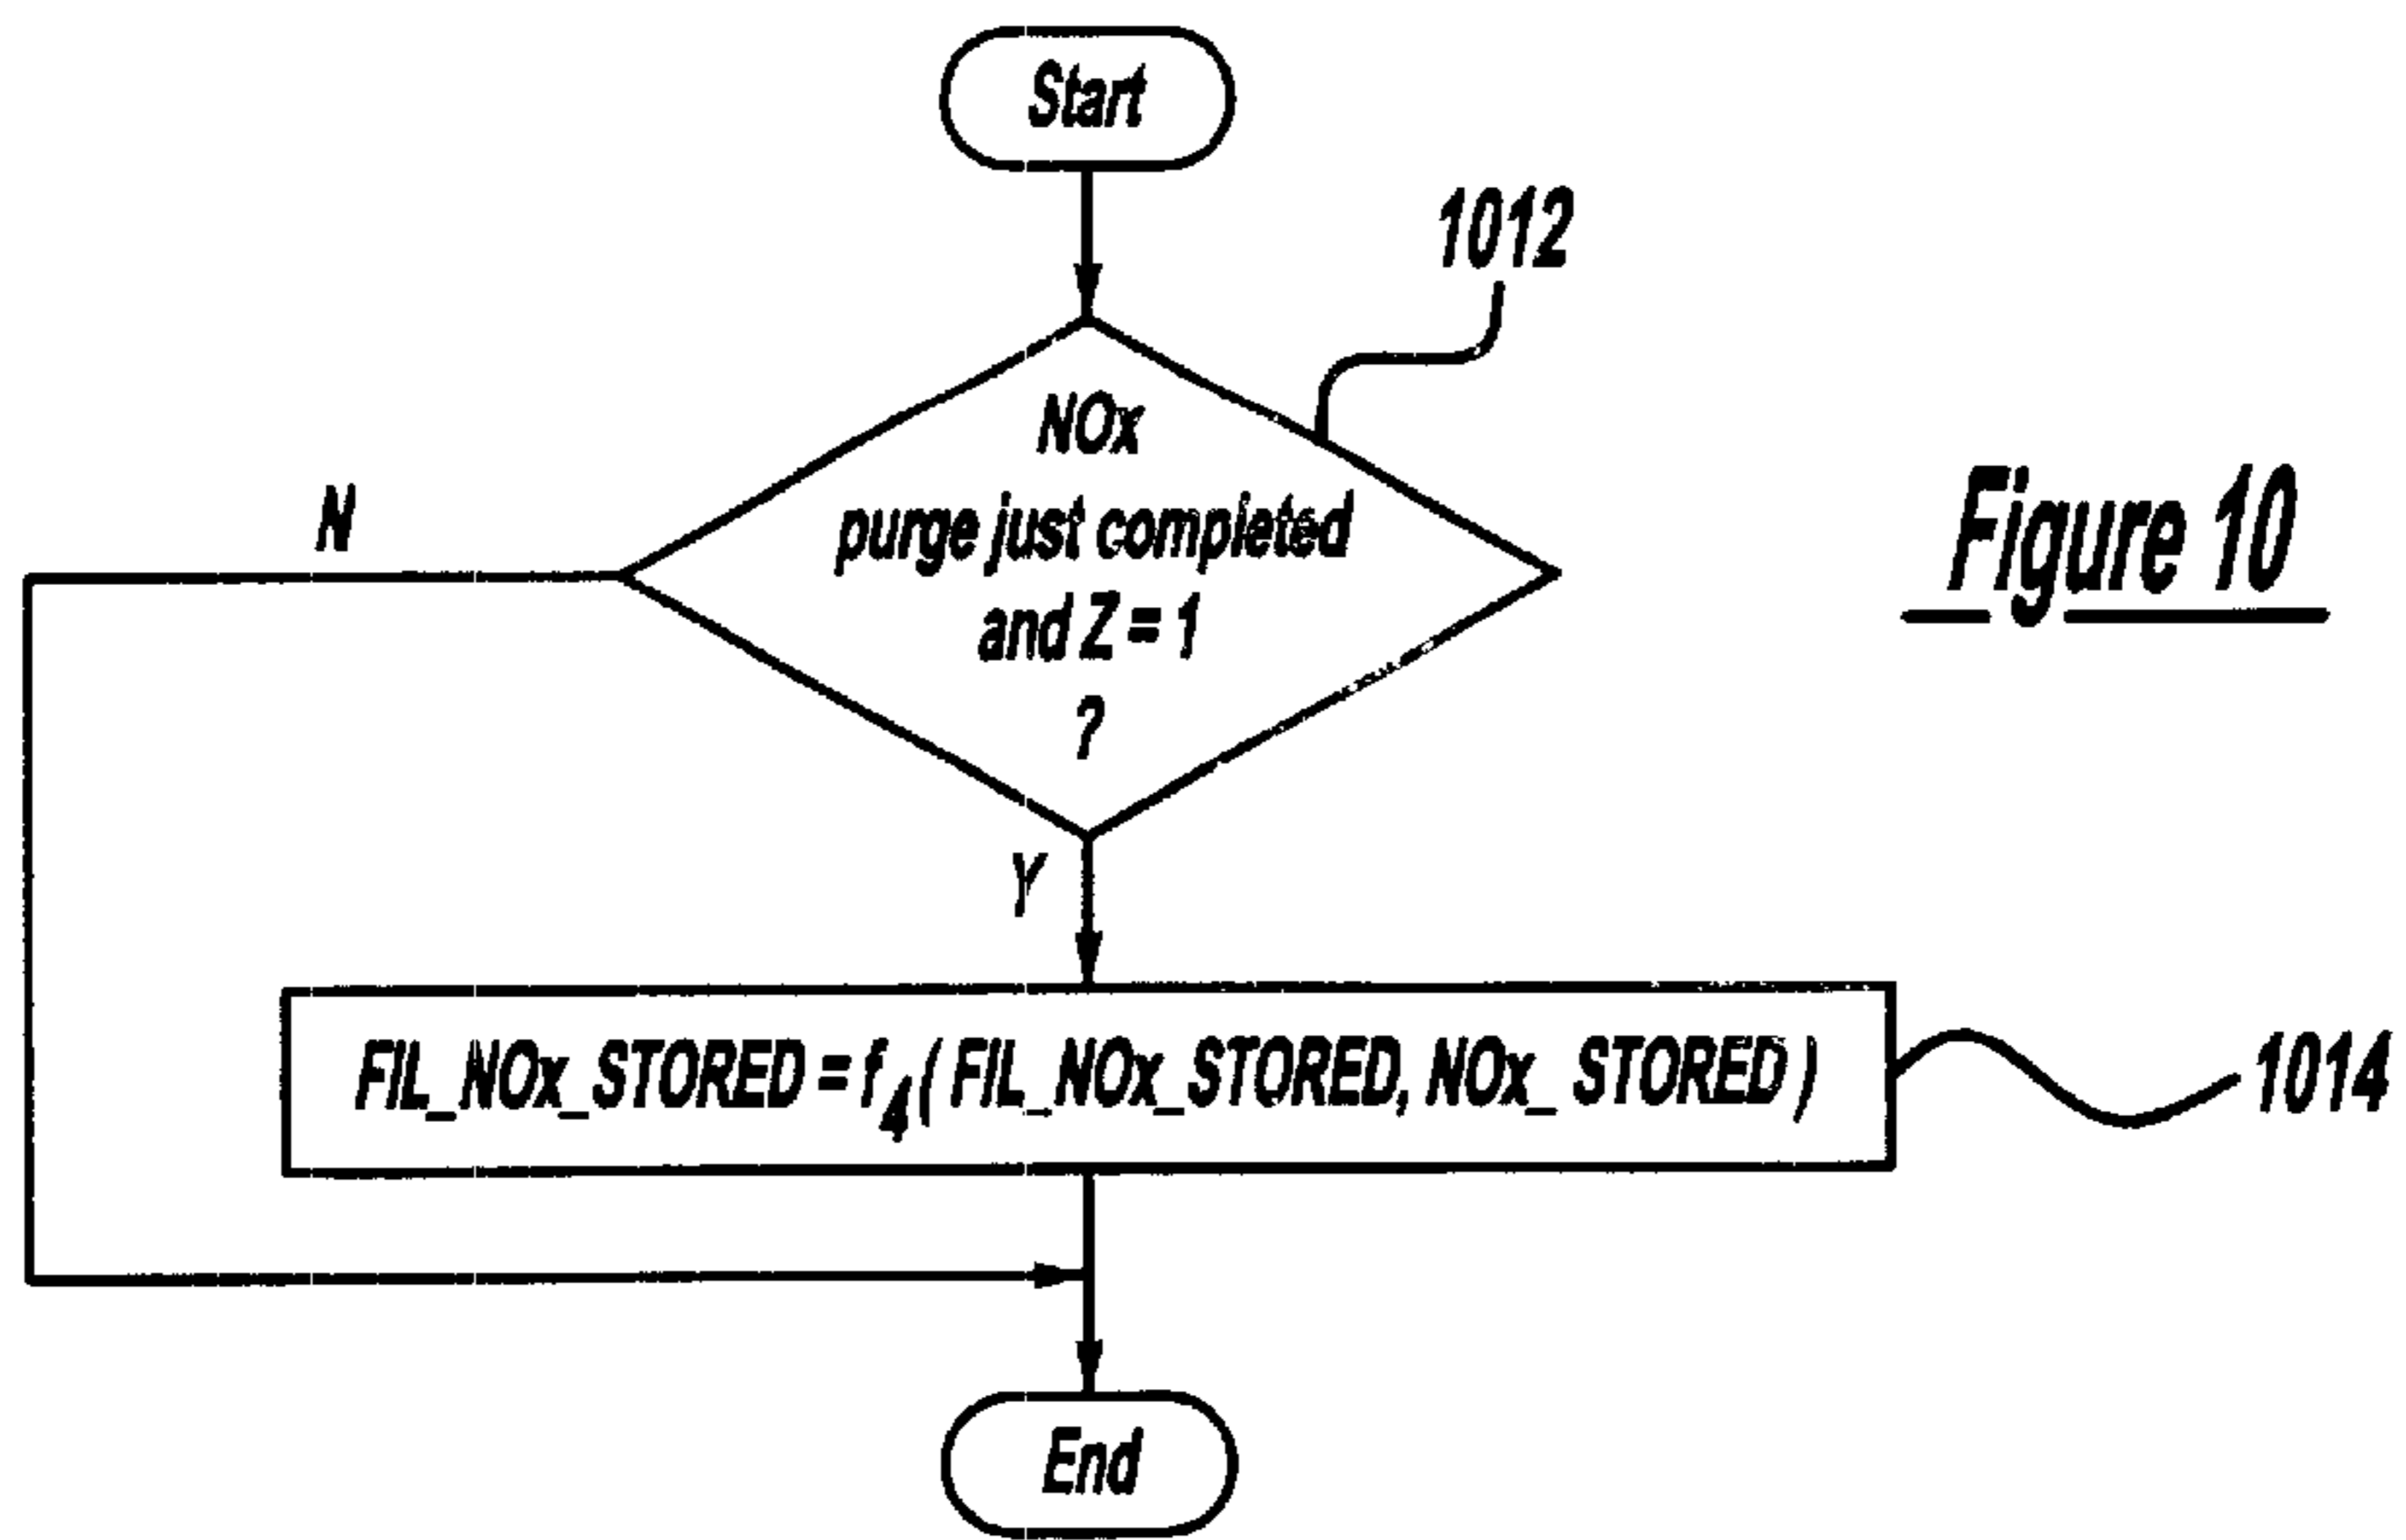 Start
1012
NOx
purge just completed
and Z = 1
?
N
Figure 10
Y
FIL_NOx_STORED = f4 ( FIL_NOx_STORED, NOx_ STORED )
1014
End